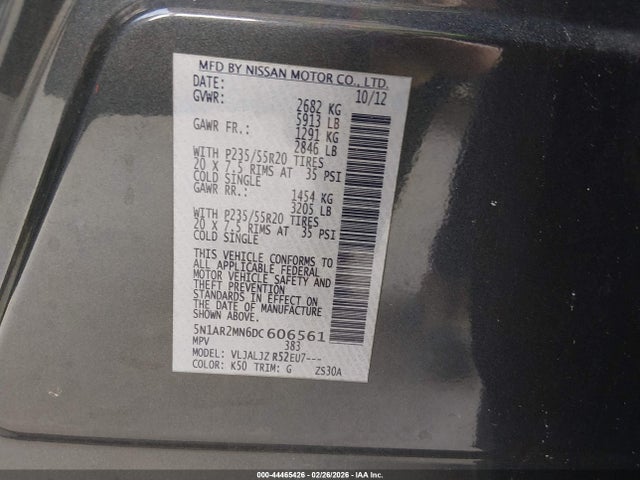 MFD BY NISSAN MOTOR CO., LTD.
DATE: 10/12
GVWR: 2682 KG
5913 LB
GAWR FR.: 1291 KG
2846 LB
WITH P235/55R20 TIRES
20 X 7.5 RIMS AT 35 PSI
COLD SINGLE
GAWR RR.: 1454 KG
3205 LB
WITH P235/55R20 TIRES
20 X 7.5 RIMS AT 35 PSI
COLD SINGLE
THIS VEHICLE CONFORMS TO
ALL APPLICABLE FEDERAL
MOTOR VEHICLE SAFETY AND
THEFT PREVENTION
STANDARDS IN EFFECT ON
THE DATE OF MANUFACTURE
SHOWN ABOVE.
5N1AR2MN6DC606561
MPV 383
MODEL: VLJALJZ R52EU7---
COLOR: K50 TRIM: G ZS30A
000-44465426 - 02/26/2026 - IAA Inc.